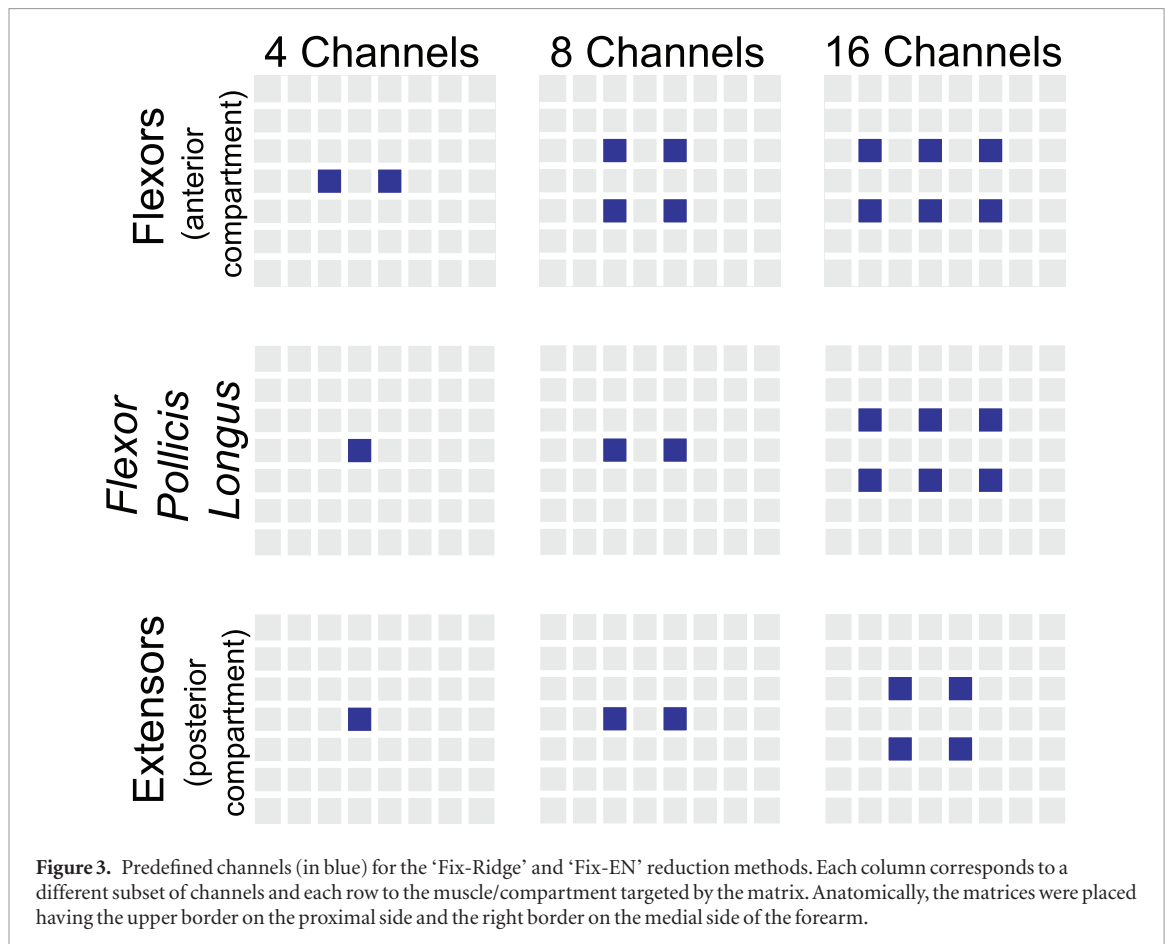 4 Channels 8 Channels 16 Channels
Flexors
(anterior
compartment)
Flexor
Pollicis
Longus
Extensors
(posterior
compartment)
Figure 3. Predefined channels (in blue) for the ‘Fix-Ridge’ and ‘Fix-EN’ reduction methods. Each column corresponds to a
different subset of channels and each row to the muscle/compartment targeted by the matrix. Anatomically, the matrices were placed
having the upper border on the proximal side and the right border on the medial side of the forearm.